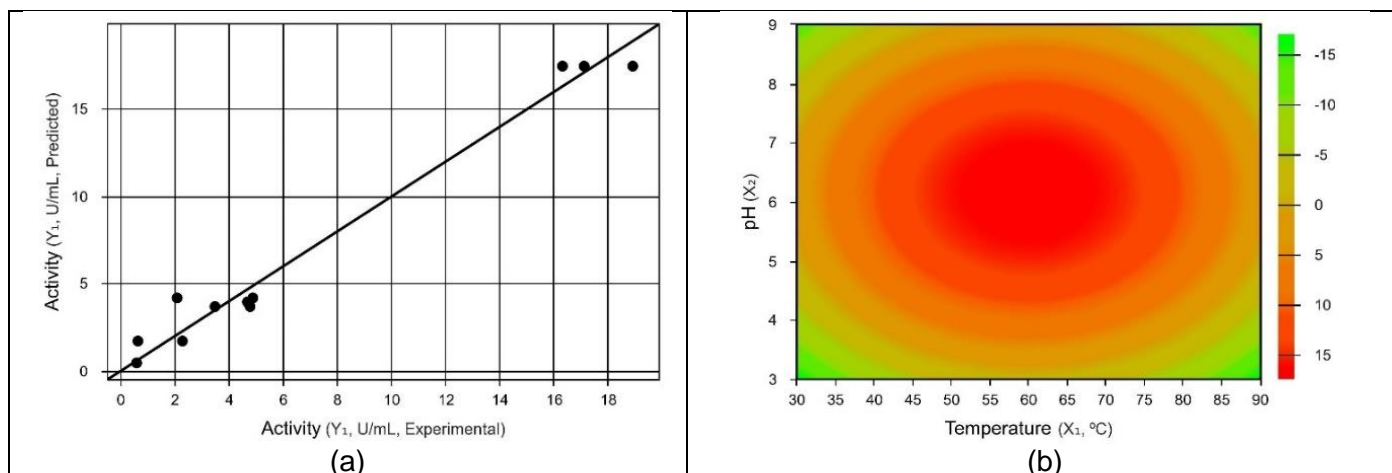 Activity (Y₁, U/mL, Predicted)
15
10
5
0
0 2 4 6 8 10 12 14 16 18
Activity (Y₁, U/mL, Experimental)
(a)
pH (X₂)
9
8
7
6
5
4
3
30 35 40 45 50 55 60 65 70 75 80 85 90
Temperature (X₁, ºC)
-15
-10
-5
0
5
10
15
(b)